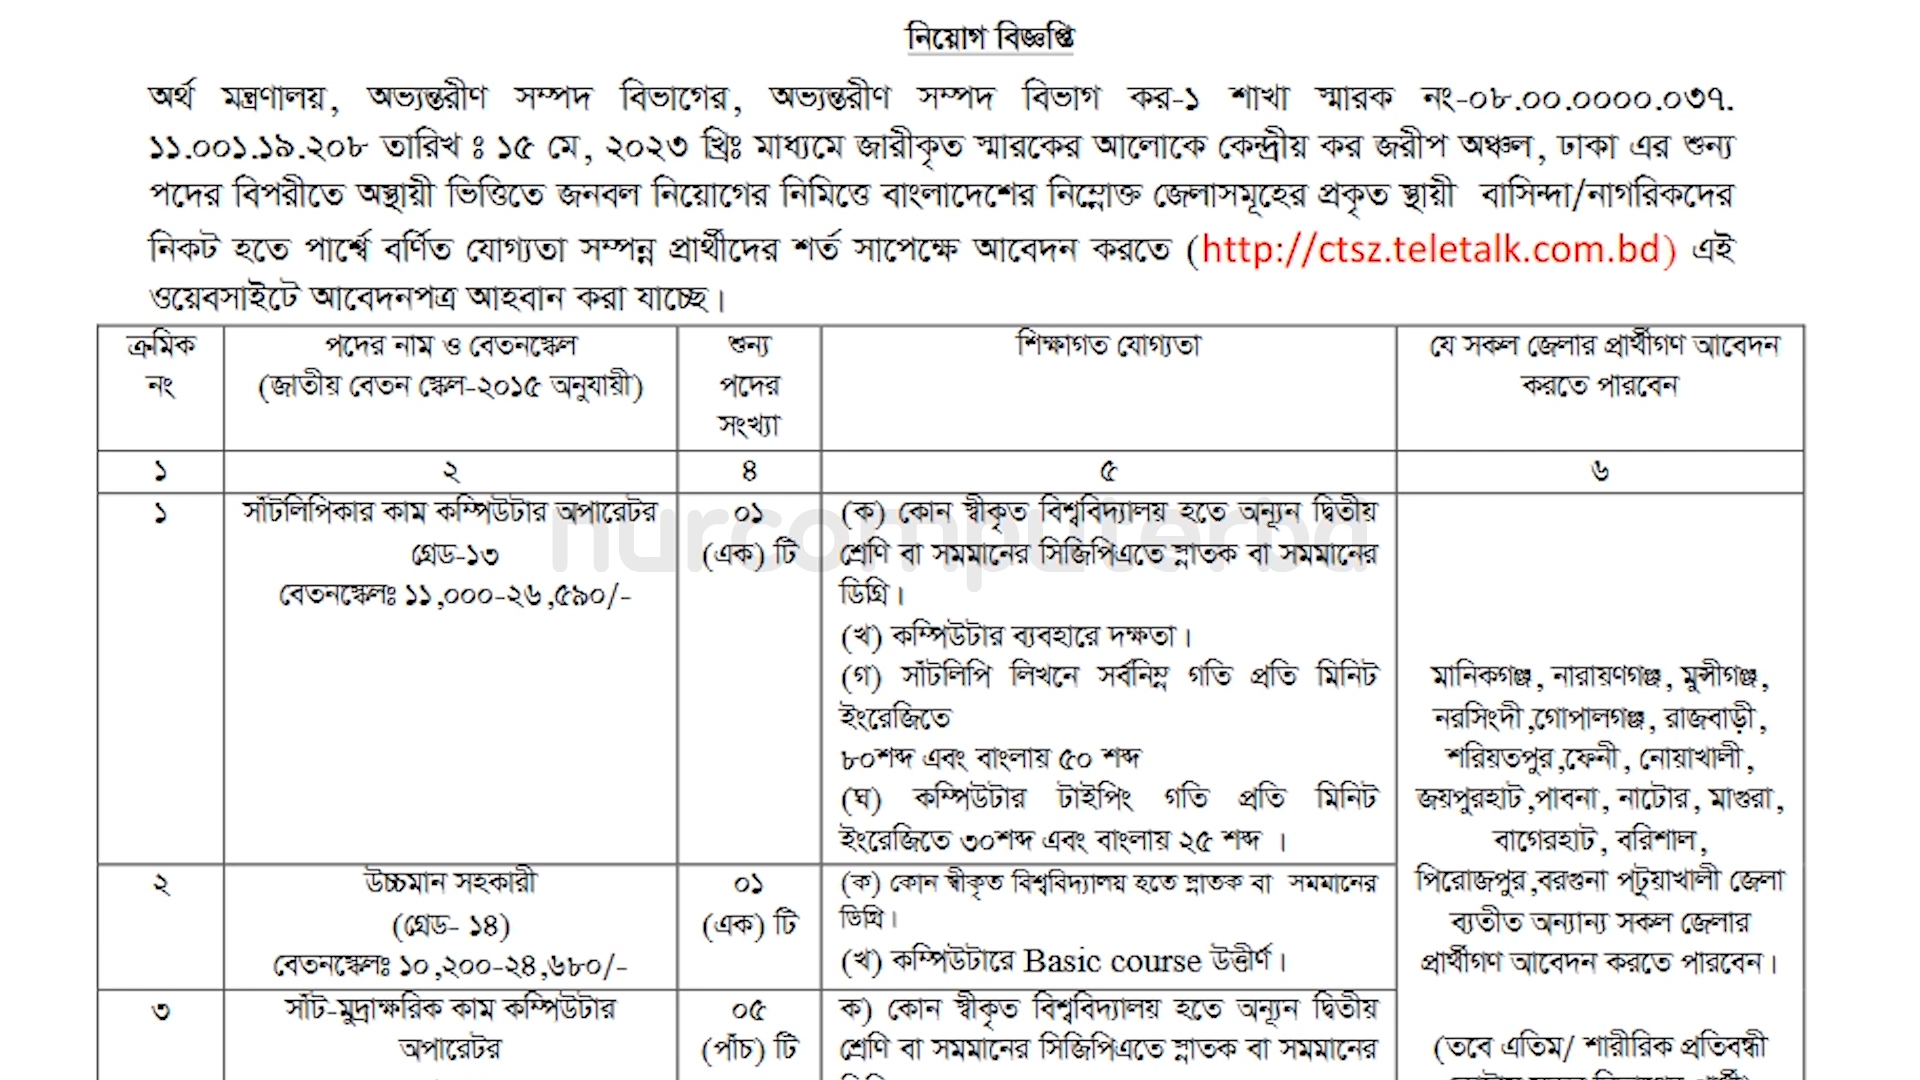 নিয়োগ বিজ্ঞপ্তি
অর্থ মন্ত্রণালয়, অভ্যন্তরীণ সম্পদ বিভাগের, অভ্যন্তরীণ সম্পদ বিভাগ কর-১ শাখা স্মারক নং-০৮.০০.০০০০.০৩৭.
১১.০০১.১৯.২০৮ তারিখ ঃ ১৫ মে, ২০২৩ খ্রিঃ মাধ্যমে জারীকৃত স্মারকের আলোকে কেন্দ্রীয় কর জরীপ অঞ্চল, ঢাকা এর শুন্য
পদের বিপরীতে অস্থায়ী ভিত্তিতে জনবল নিয়োগের নিমিত্তে বাংলাদেশের নিম্নোক্ত জেলাসমূহের প্রকৃত স্থায়ী বাসিন্দা/নাগরিকদের
নিকট হতে পার্শ্বে বর্ণিত যোগ্যতা সম্পন্ন প্রার্থীদের শর্ত সাপেক্ষে আবেদন করতে (http://ctsz.teletalk.com.bd) এই
ওয়েবসাইটে আবেদনপত্র আহবান করা যাচ্ছে।
ক্রমিক
নং
পদের নাম ও বেতনস্কেল
(জাতীয় বেতন স্কেল-২০১৫ অনুযায়ী)
শুন্য
পদের
সংখ্যা
শিক্ষাগত যোগ্যতা
যে সকল জেলার প্রার্থীগণ আবেদন
করতে পারবেন
১ ২ ৪ ৫ ৬
১
সাঁটলিপিকার কাম কম্পিউটার অপারেটর
গ্রেড-১৩
বেতনস্কেলঃ ১১,০০০-২৬,৫৯০/-
০১
(এক) টি
(ক) কোন স্বীকৃত বিশ্ববিদ্যালয় হতে অন্যূন দ্বিতীয়
শ্রেণি বা সমমানের সিজিপিএতে স্নাতক বা সমমানের
ডিগ্রি।
(খ) কম্পিউটার ব্যবহারে দক্ষতা।
(গ) সাঁটলিপি লিখনে সর্বনিম্ন গতি প্রতি মিনিট
ইংরেজিতে
৮০শব্দ এবং বাংলায় ৫০ শব্দ
(ঘ) কম্পিউটার টাইপিং গতি প্রতি মিনিট
ইংরেজিতে ৩০শব্দ এবং বাংলায় ২৫ শব্দ ।
nurcomputerbd
মানিকগঞ্জ, নারায়ণগঞ্জ, মুন্সীগঞ্জ,
নরসিংদী,গোপালগঞ্জ, রাজবাড়ী,
শরিয়তপুর,ফেনী, নোয়াখালী,
জয়পুরহাট,পাবনা, নাটোর, মাগুরা,
বাগেরহাট, বরিশাল,
পিরোজপুর,বরগুনা পটুয়াখালী জেলা
ব্যতীত অন্যান্য সকল জেলার
প্রার্থীগণ আবেদন করতে পারবেন।
(তবে এতিম/ শারীরিক প্রতিবন্ধী
২
উচ্চমান সহকারী
(গ্রেড- ১৪)
বেতনস্কেলঃ ১০,২০০-২৪,৬৮০/-
০১
(এক) টি
(ক) কোন স্বীকৃত বিশ্ববিদ্যালয় হতে স্নাতক বা সমমানের
ডিগ্রি।
(খ) কম্পিউটারে Basic course উত্তীর্ণ।
৩
সাঁট-মুদ্রাক্ষরিক কাম কম্পিউটার
অপারেটর
০৫
(পাঁচ) টি
ক) কোন স্বীকৃত বিশ্ববিদ্যালয় হতে অন্যূন দ্বিতীয়
শ্রেণি বা সমমানের সিজিপিএতে স্নাতক বা সমমানের